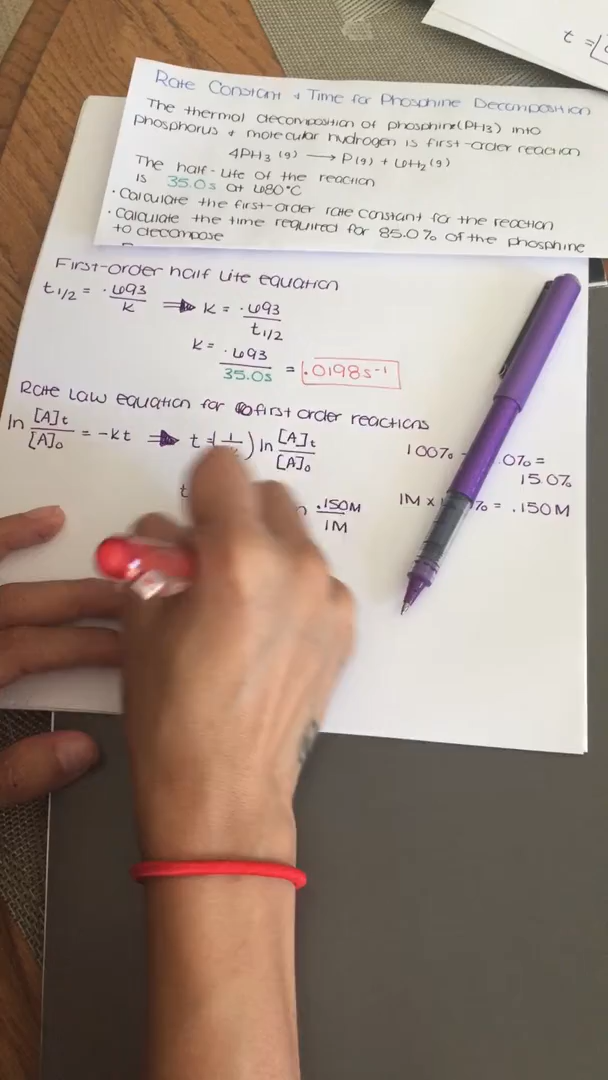 t =
Rate Constant & Time for Phosphine Decomposition
The thermal decomposition of phosphine (PH3) into
phosphorus & molecular hydrogen is first-order reaction
4PH3 (g) → P(g) + 6H2 (g)
The half-life of the reaction
is 35.0s at 680°C
• Calculate the first-order rate constant for the reaction
• Calculate the time required for 85.0% of the phosphine
to decompose
First-order half life equation
t1/2 = .693/k ⇒ k = .693/t1/2
k = .693/35.0s = .0198s⁻¹
Rate Law equation for first order reactions
ln [A]t/[A]o = -kt ⇒ t = (1/ ) ln [A]t/[A]o
100% - .0% =
15.0%
t .150M/1M
1M x % = .150M